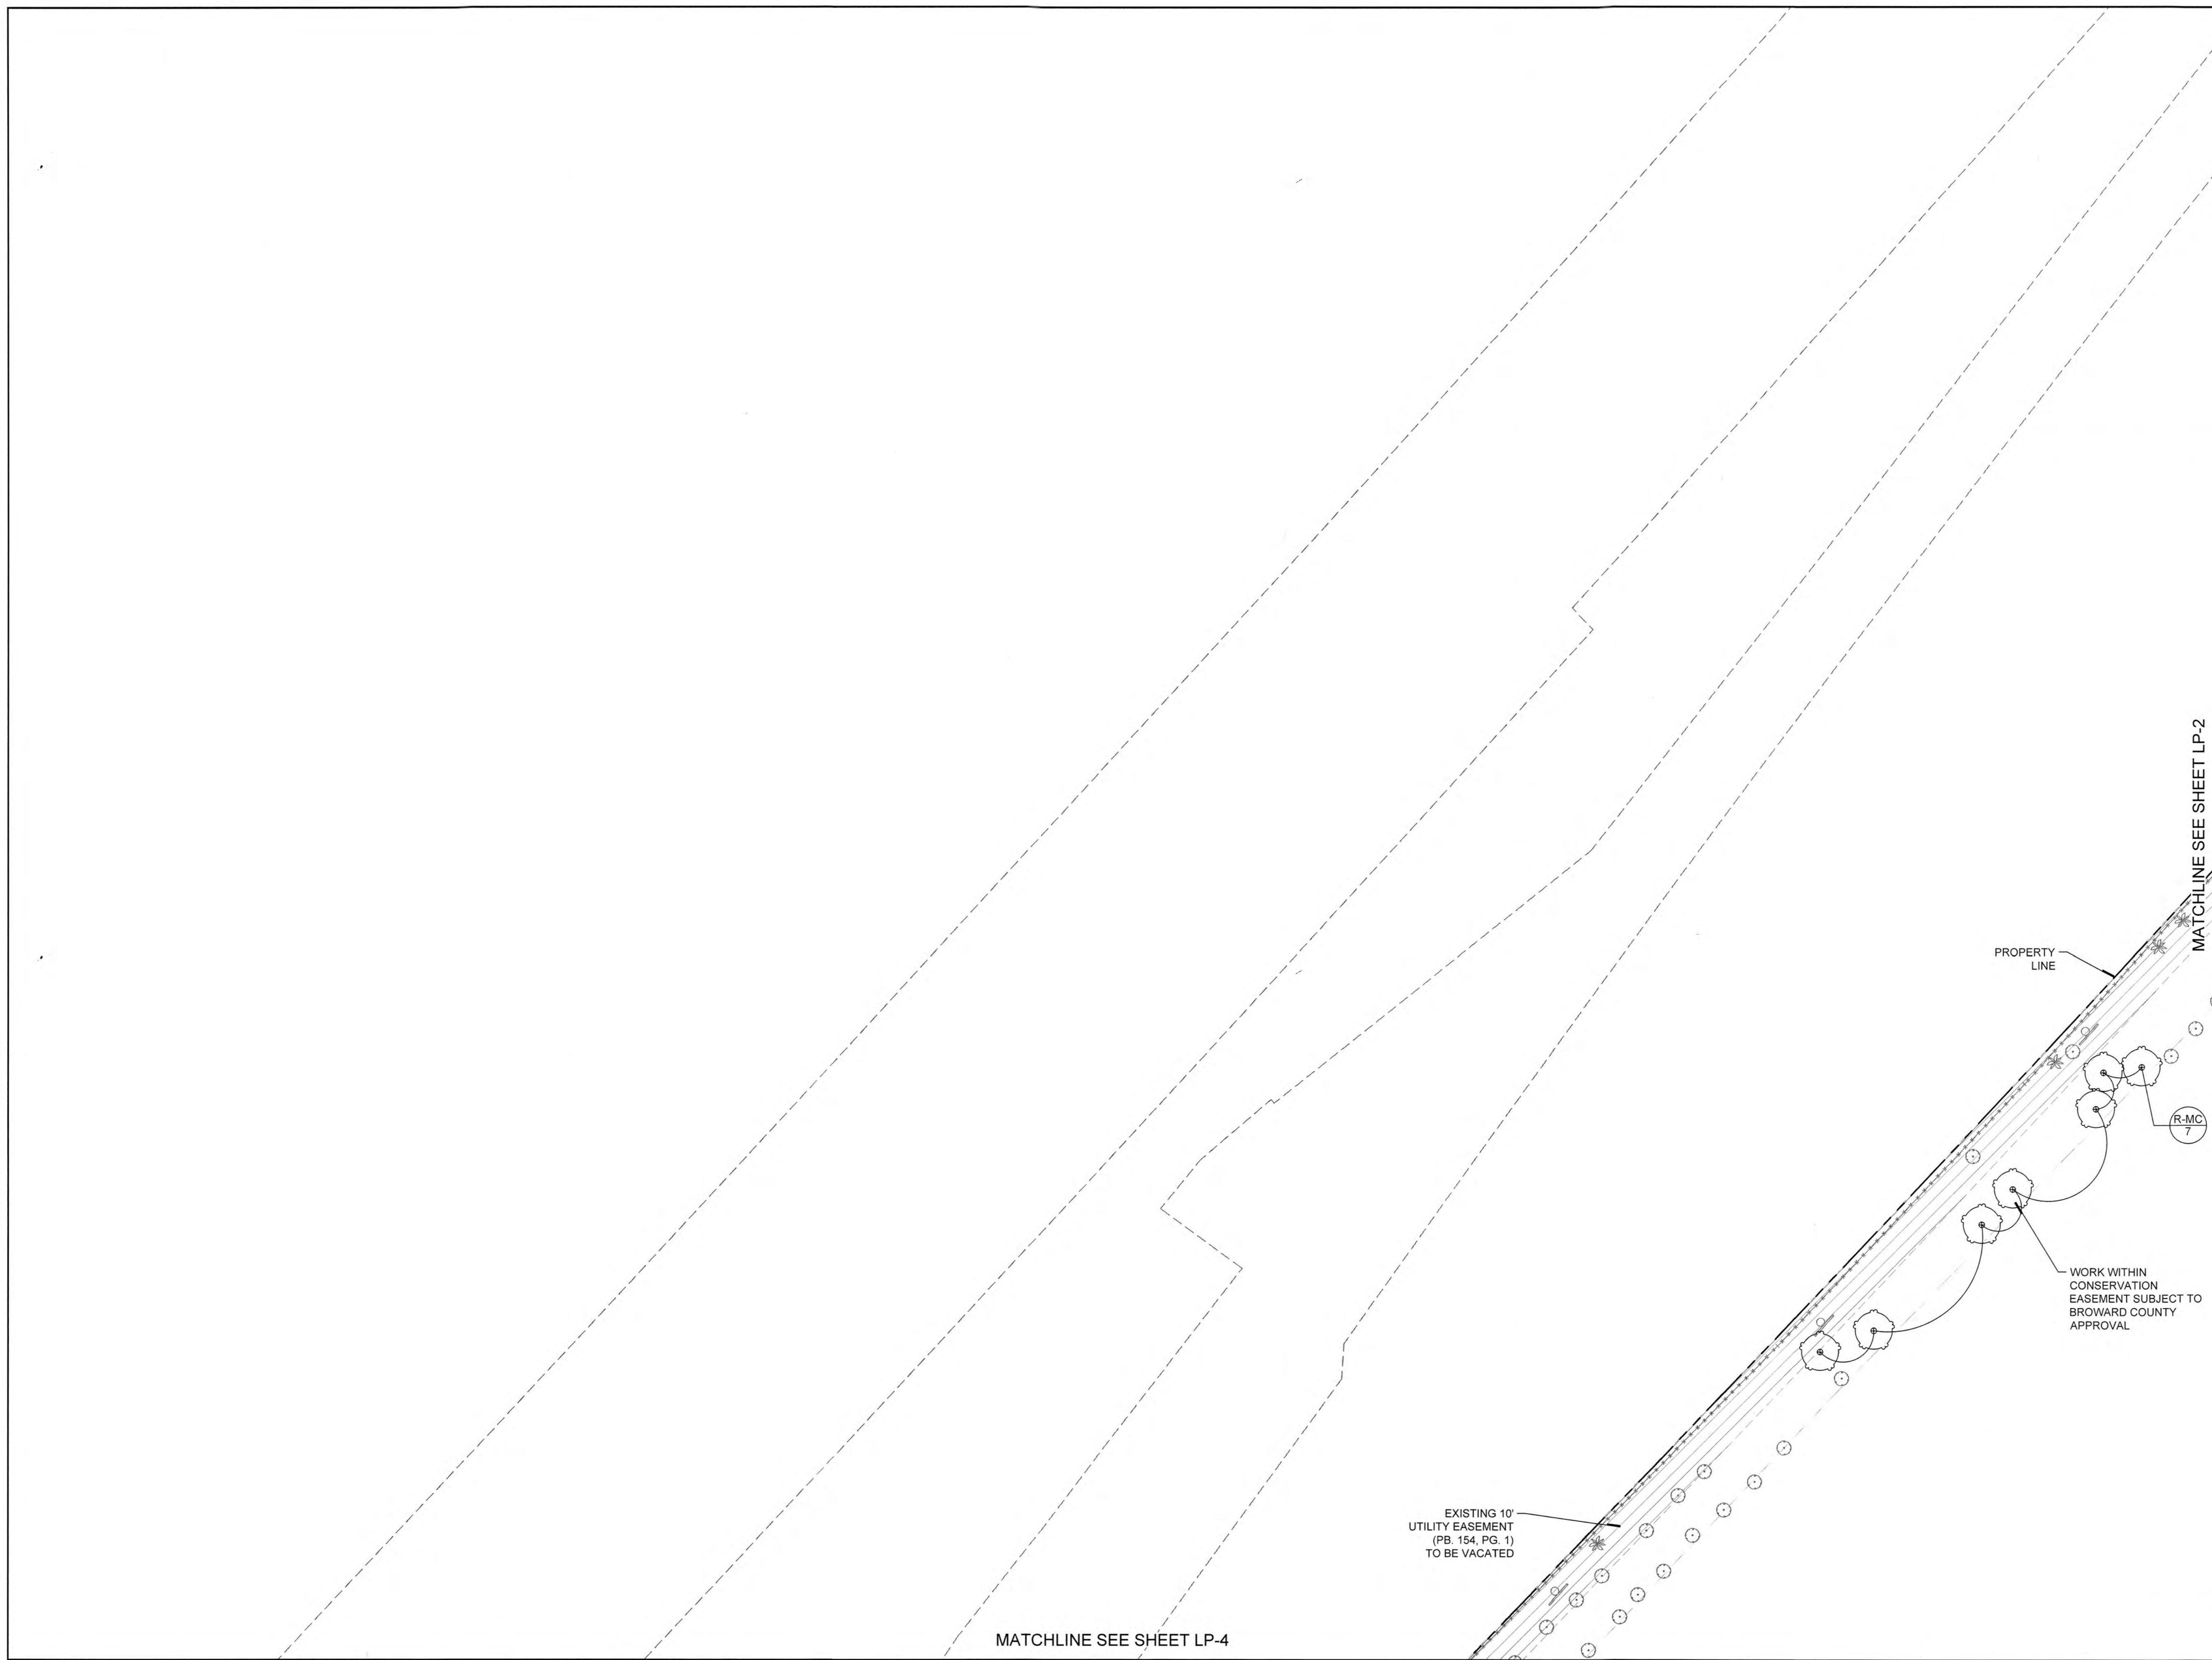 MATCHLINE SEE SHEET LP-2
PROPERTY
LINE
R-MC
7
WORK WITHIN
CONSERVATION
EASEMENT SUBJECT TO
BROWARD COUNTY
APPROVAL
EXISTING 10'
UTILITY EASEMENT
(PB. 154, PG. 1)
TO BE VACATED
MATCHLINE SEE SHEET LP-4